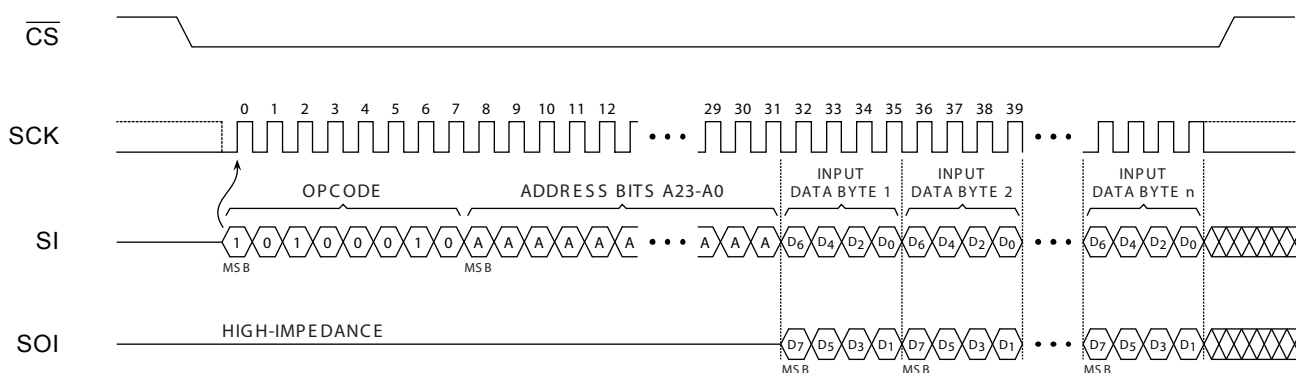 CS
0 1 2 3 4 5 6 7 8 9 10 11 12 29 30 31 32 33 34 35 36 37 38 39
SCK
OPCODE ADDRESS BITS A23-A0 INPUT DATA BYTE 1 INPUT DATA BYTE 2 INPUT DATA BYTE n
SI 1 0 1 0 0 0 1 0 A A A A A A A A A D6 D4 D2 D0 D6 D4 D2 D0 D6 D4 D2 D0
MSB MSB
HIGH-IMPEDANCE
SOI D7 D5 D3 D1 D7 D5 D3 D1 D7 D5 D3 D1
MSB MSB MSB